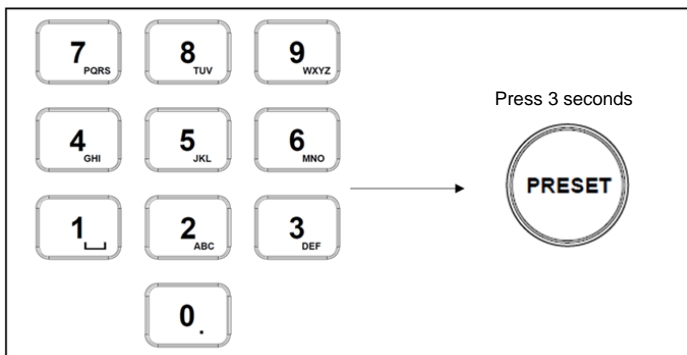 7 PQRS 8 TUV 9 WXYZ
Press 3 seconds
4 GHI 5 JKL 6 MNO
PRESET
1 ⎵ 2 ABC 3 DEF
0 .